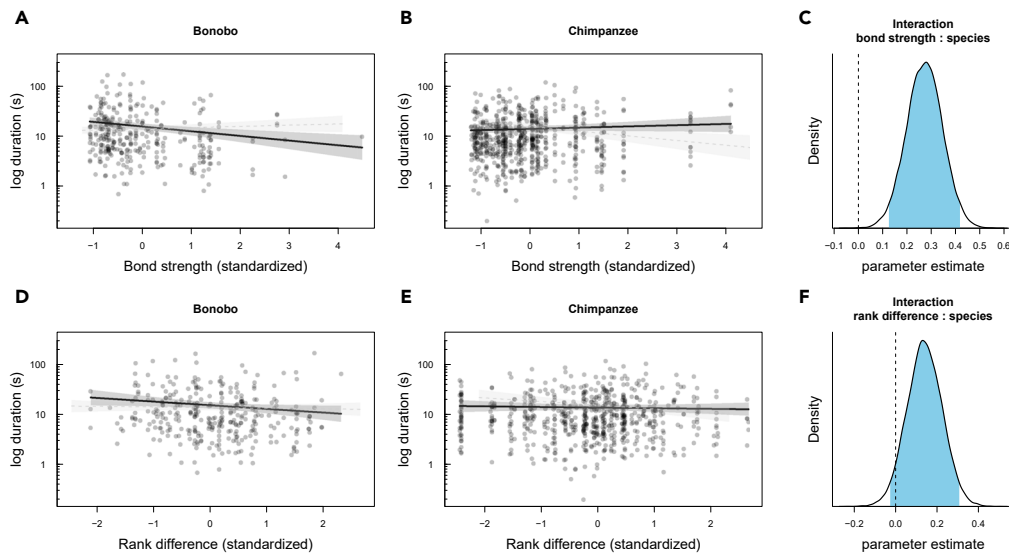 A
Bonobo
log duration (s)
100
10
1
−1 0 1 2 3 4
Bond strength (standardized)
B
Chimpanzee
log duration (s)
100
10
1
−1 0 1 2 3 4
Bond strength (standardized)
C
Interaction
bond strength : species
Density
−0.1 0.0 0.1 0.2 0.3 0.4 0.5 0.6
parameter estimate
D
Bonobo
log duration (s)
100
10
1
−2 −1 0 1 2
Rank difference (standardized)
E
Chimpanzee
log duration (s)
100
10
1
−2 −1 0 1 2
Rank difference (standardized)
F
Interaction
rank difference : species
Density
−0.2 0.0 0.2 0.4
parameter estimate